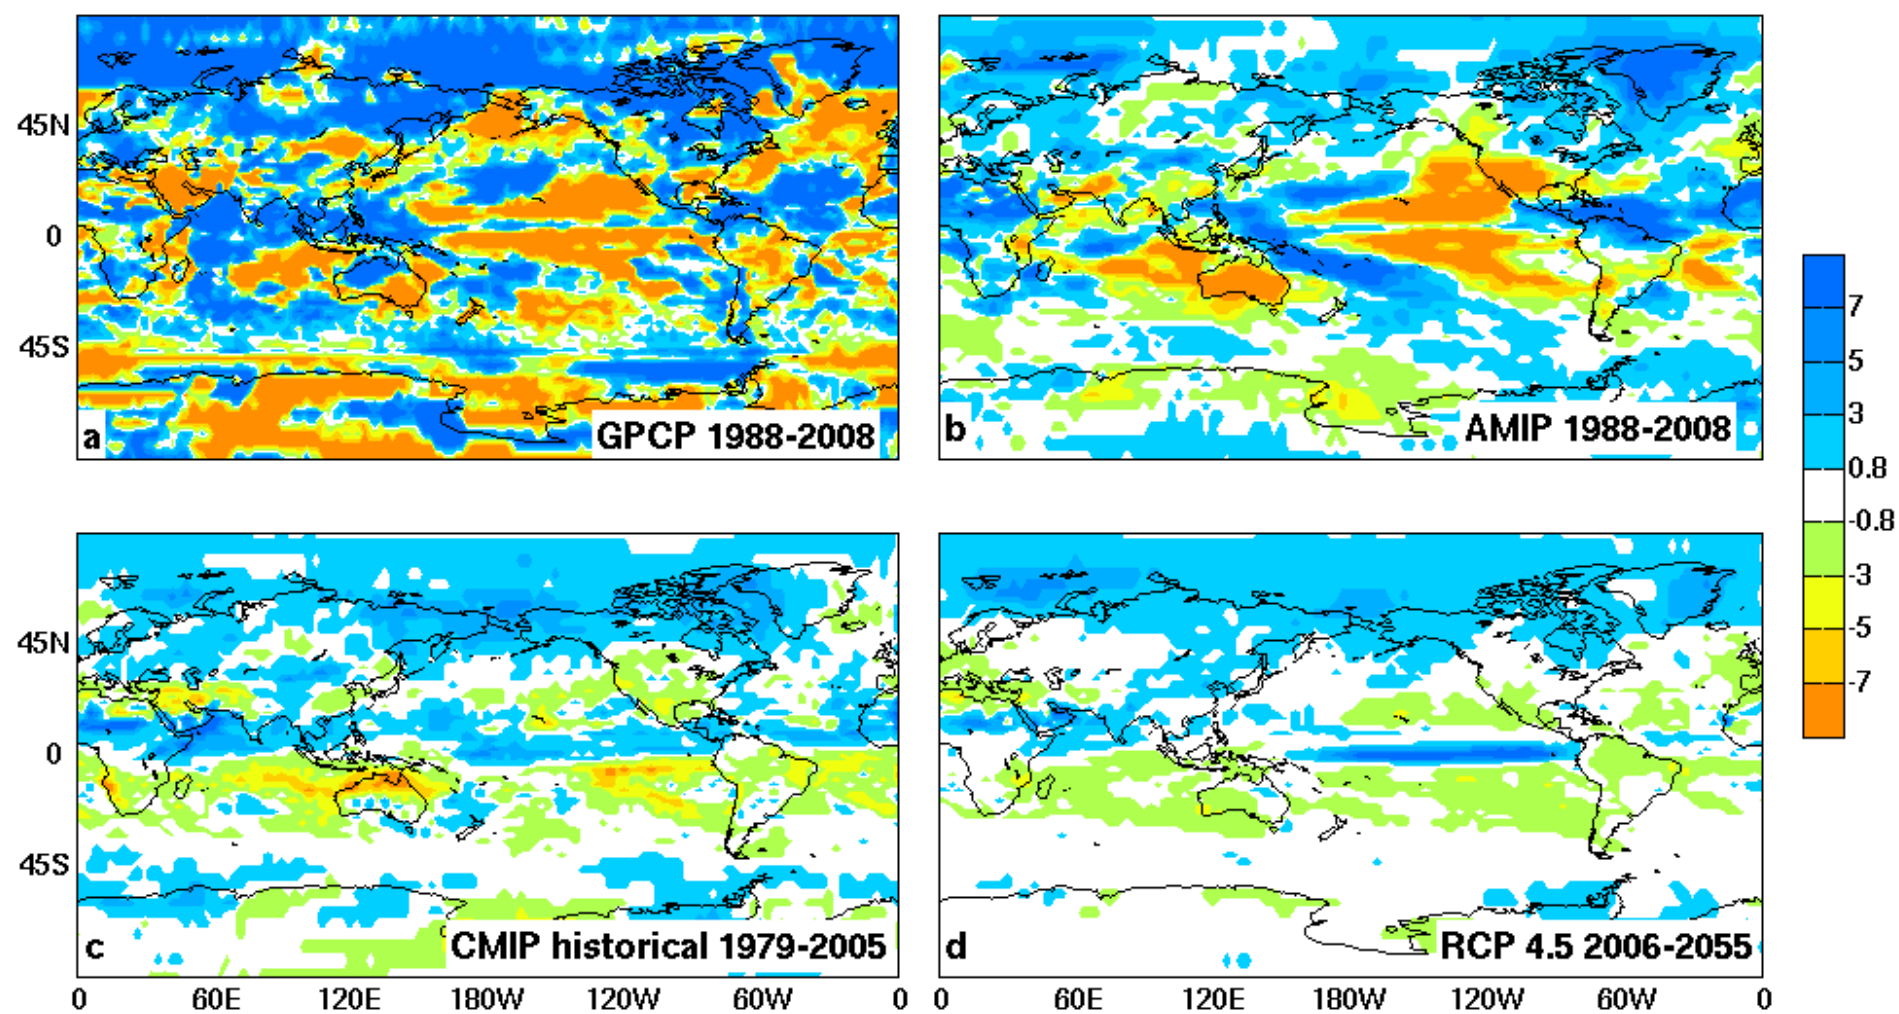 45N
0
45S
a
GPCP 1988-2008
b
AMIP 1988-2008
7
5
3
0.8
-0.8
-3
-5
-7
45N
0
45S
c
CMIP historical 1979-2005
d
RCP 4.5 2006-2055
0 60E 120E 180W 120W 60W 0
0 60E 120E 180W 120W 60W 0